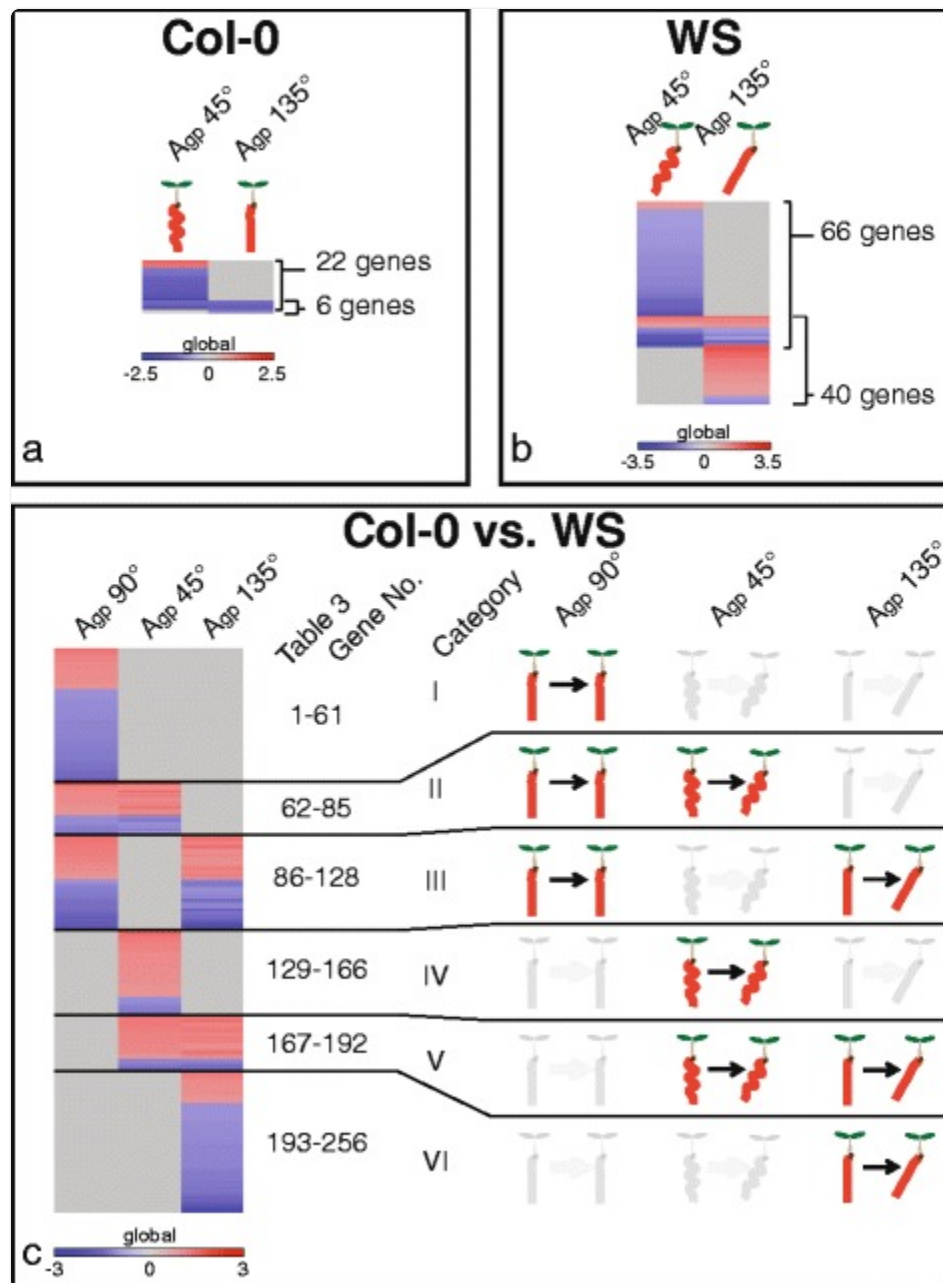 Col-0
Agp 45°
Agp 135°
22 genes
6 genes
global
-2.5 0 2.5
a
WS
Agp 45°
Agp 135°
66 genes
40 genes
global
-3.5 0 3.5
b
Col-0 vs. WS
Agp 90°
Agp 45°
Agp 135°
Table 3
Gene No.
Category
Agp 90°
Agp 45°
Agp 135°
1-61
I
62-85
II
86-128
III
129-166
IV
167-192
V
193-256
VI
global
-3 0 3
c